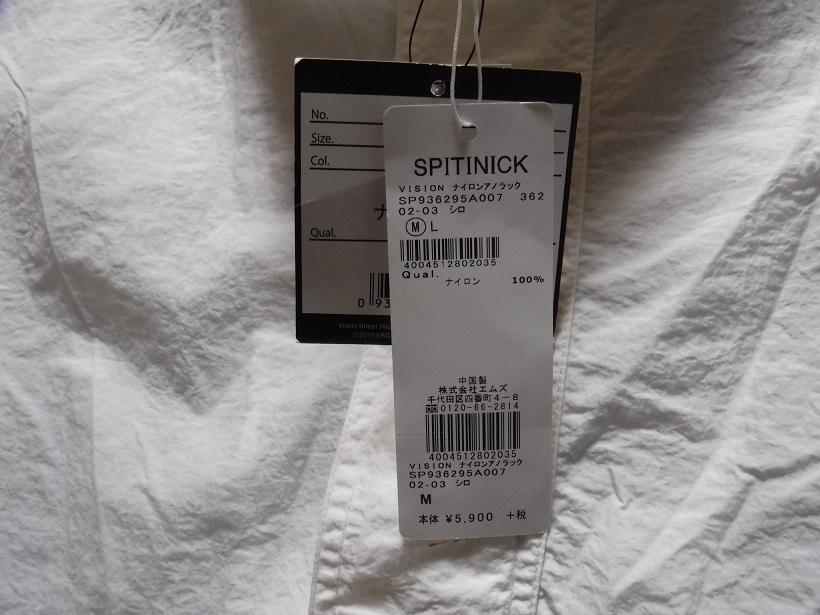 No.
Size.
Col.
Qual.
Vision Street
©2019 ABG
SPITINICK
VISION ナイロンアノラック
SP936295A007 362
02-03 シロ
M L
4004512802035
Qual.
ナイロン 100%
中国製
株式会社エムズ
千代田区四番町4-8
0120-66-2814
4004512802035
VISION ナイロンアノラック
SP936295A007
02-03 シロ
M
本体 ¥5,900 +税